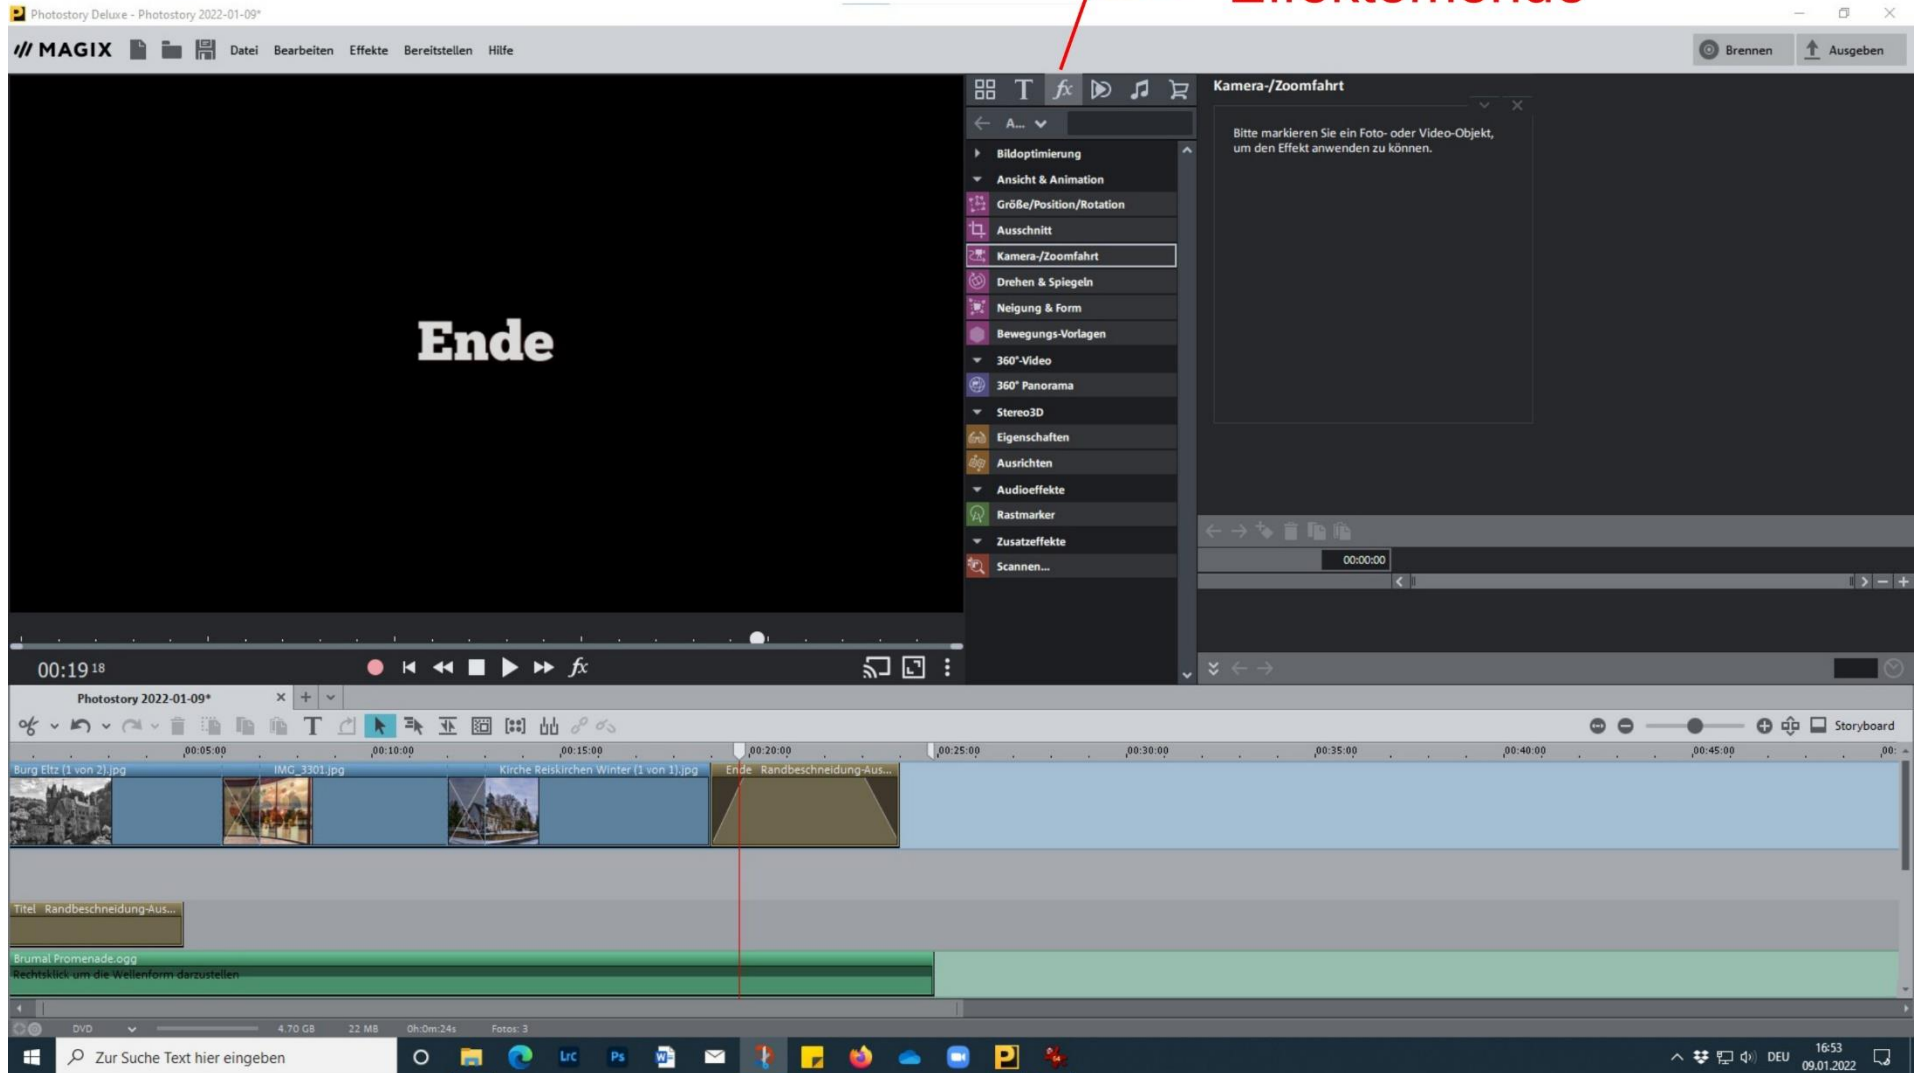 Photostory Deluxe - Photostory 2022-01-09*
MAGIX Datei Bearbeiten Effekte Bereitstellen Hilfe Brennen Ausgeben
T fx
A...
Bildoptimierung
Ansicht & Animation
Größe/Position/Rotation
Ausschnitt
Kamera-/Zoomfahrt
Drehen & Spiegeln
Neigung & Form
Bewegungs-Vorlagen
360°-Video
360° Panorama
Stereo3D
Eigenschaften
Ausrichten
Audioeffekte
Rastmarker
Zusatzeffekte
Scannen...
Kamera-/Zoomfahrt
Bitte markieren Sie ein Foto- oder Video-Objekt,
um den Effekt anwenden zu können.
00:00:00
Ende
00:19 18 fx
Photostory 2022-01-09*
T Storyboard
00:05:00 00:10:00 00:15:00 00:20:00 00:25:00 00:30:00 00:35:00 00:40:00 00:45:00 00:
Burg Eltz (1 von 2).jpg IMG_3301.jpg Kirche Reiskirchen Winter (1 von 1).jpg Ende Randbeschneidung-Aus...
Titel Randbeschneidung-Aus...
Brumal Promenade.ogg
Rechtsklick um die Wellenform darzustellen
DVD 4.70 GB 22 MB 0h:0m:24s Fotos: 3
Zur Suche Text hier eingeben LrC Ps DEU 16:53
09.01.2022